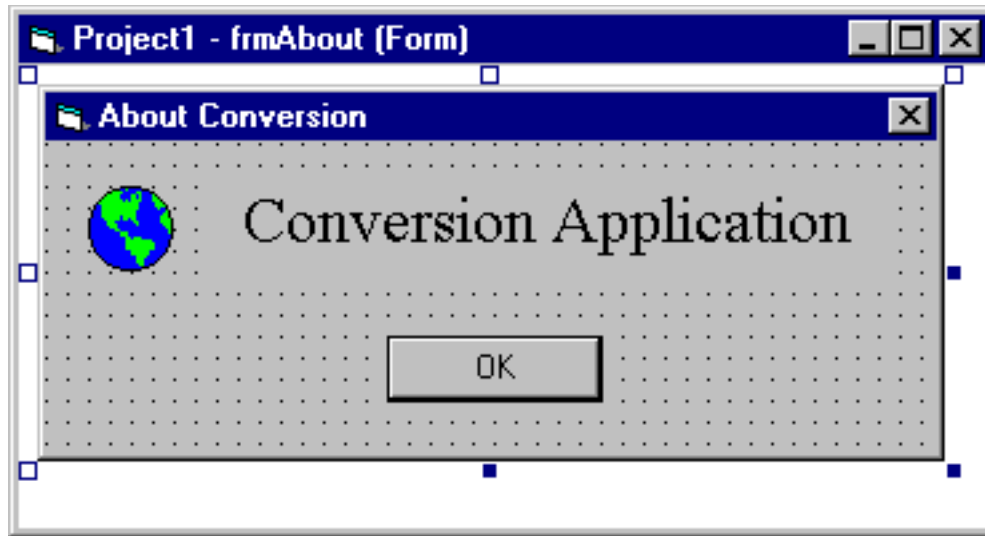 Project1 - frmAbout (Form)
About Conversion
Conversion Application
OK